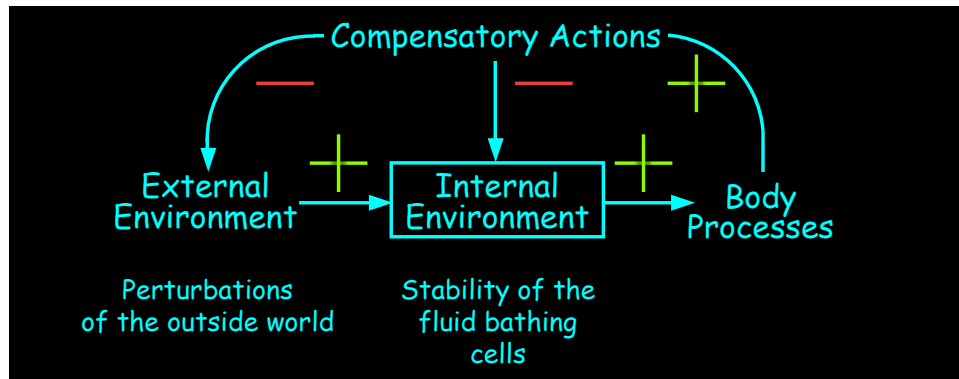 Compensatory Actions
External
Environment
Internal
Environment
Body
Processes
Perturbations
of the outside world
Stability of the
fluid bathing
cells